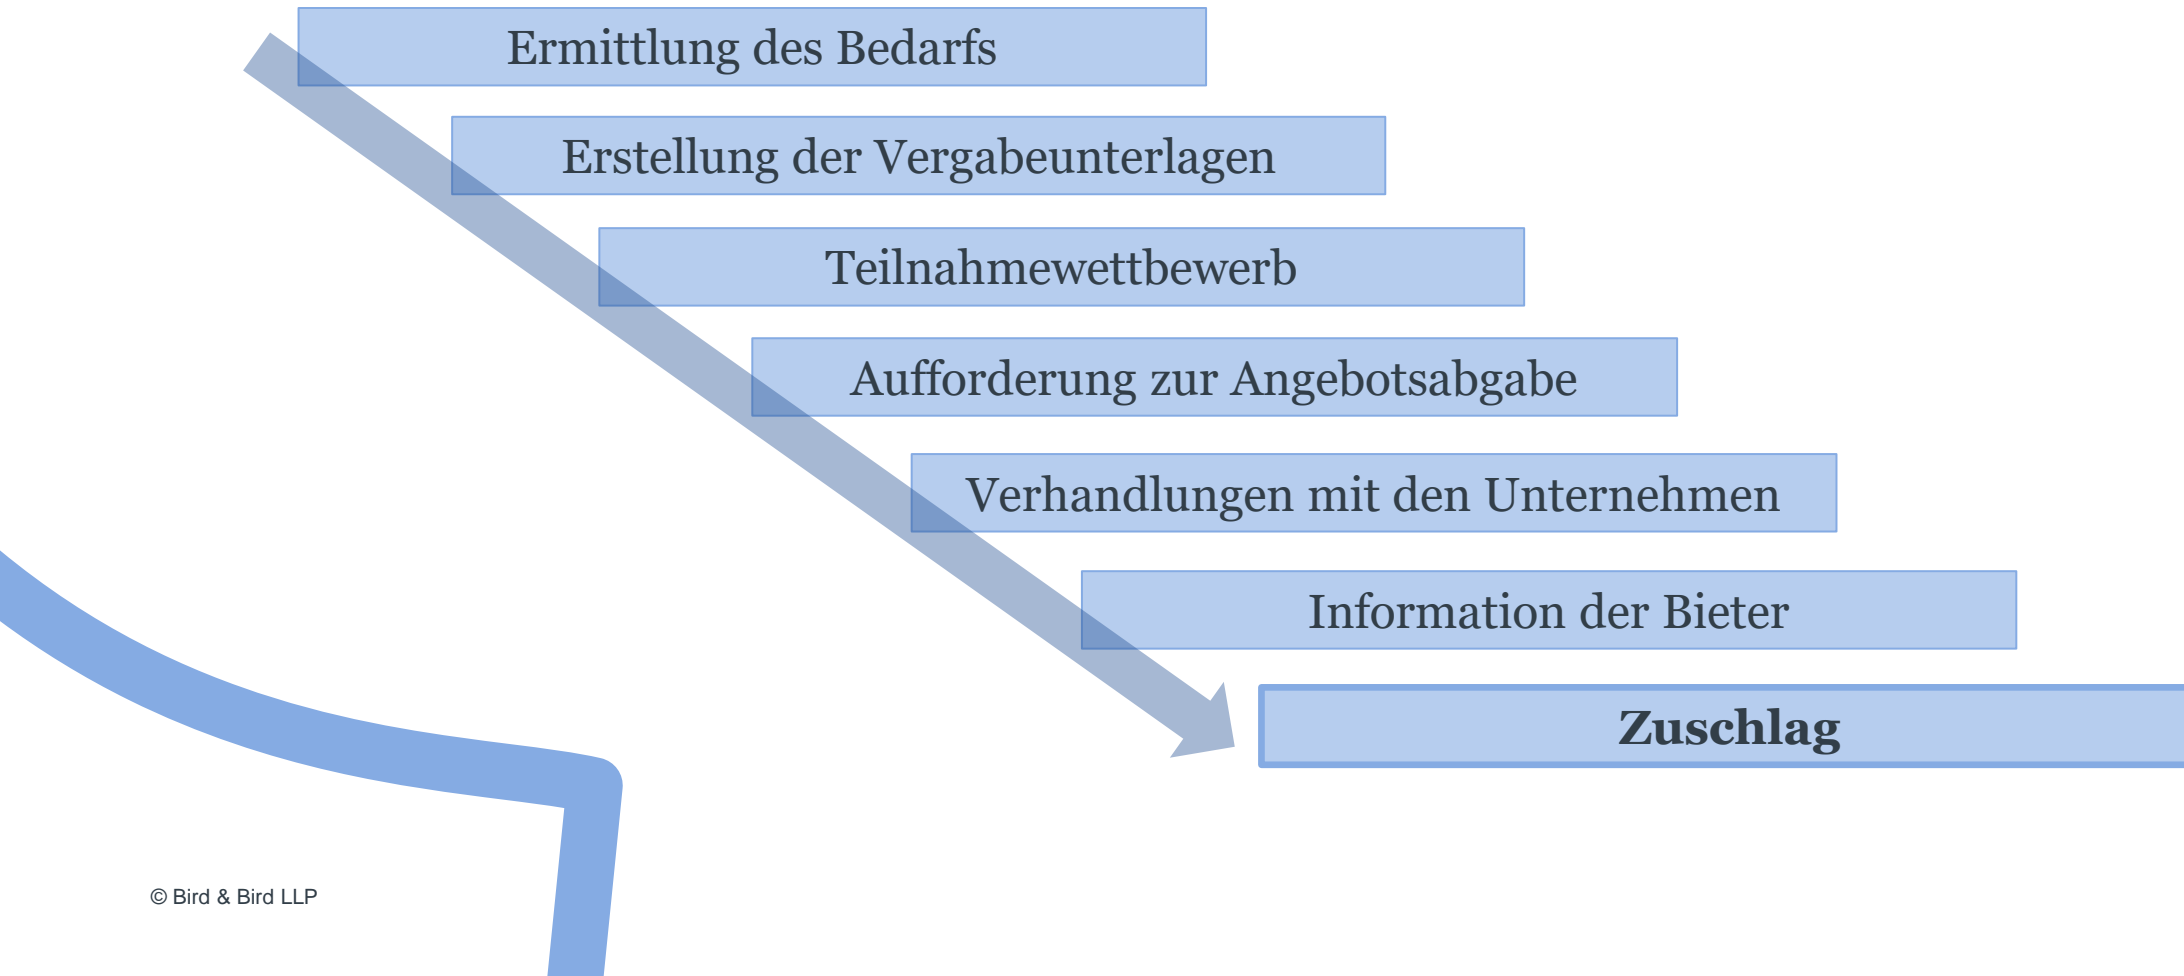 Ermittlung des Bedarfs
Erstellung der Vergabeunterlagen
Teilnahmewettbewerb
Aufforderung zur Angebotsabgabe
Verhandlungen mit den Unternehmen
Information der Bieter
Zuschlag
© Bird & Bird LLP